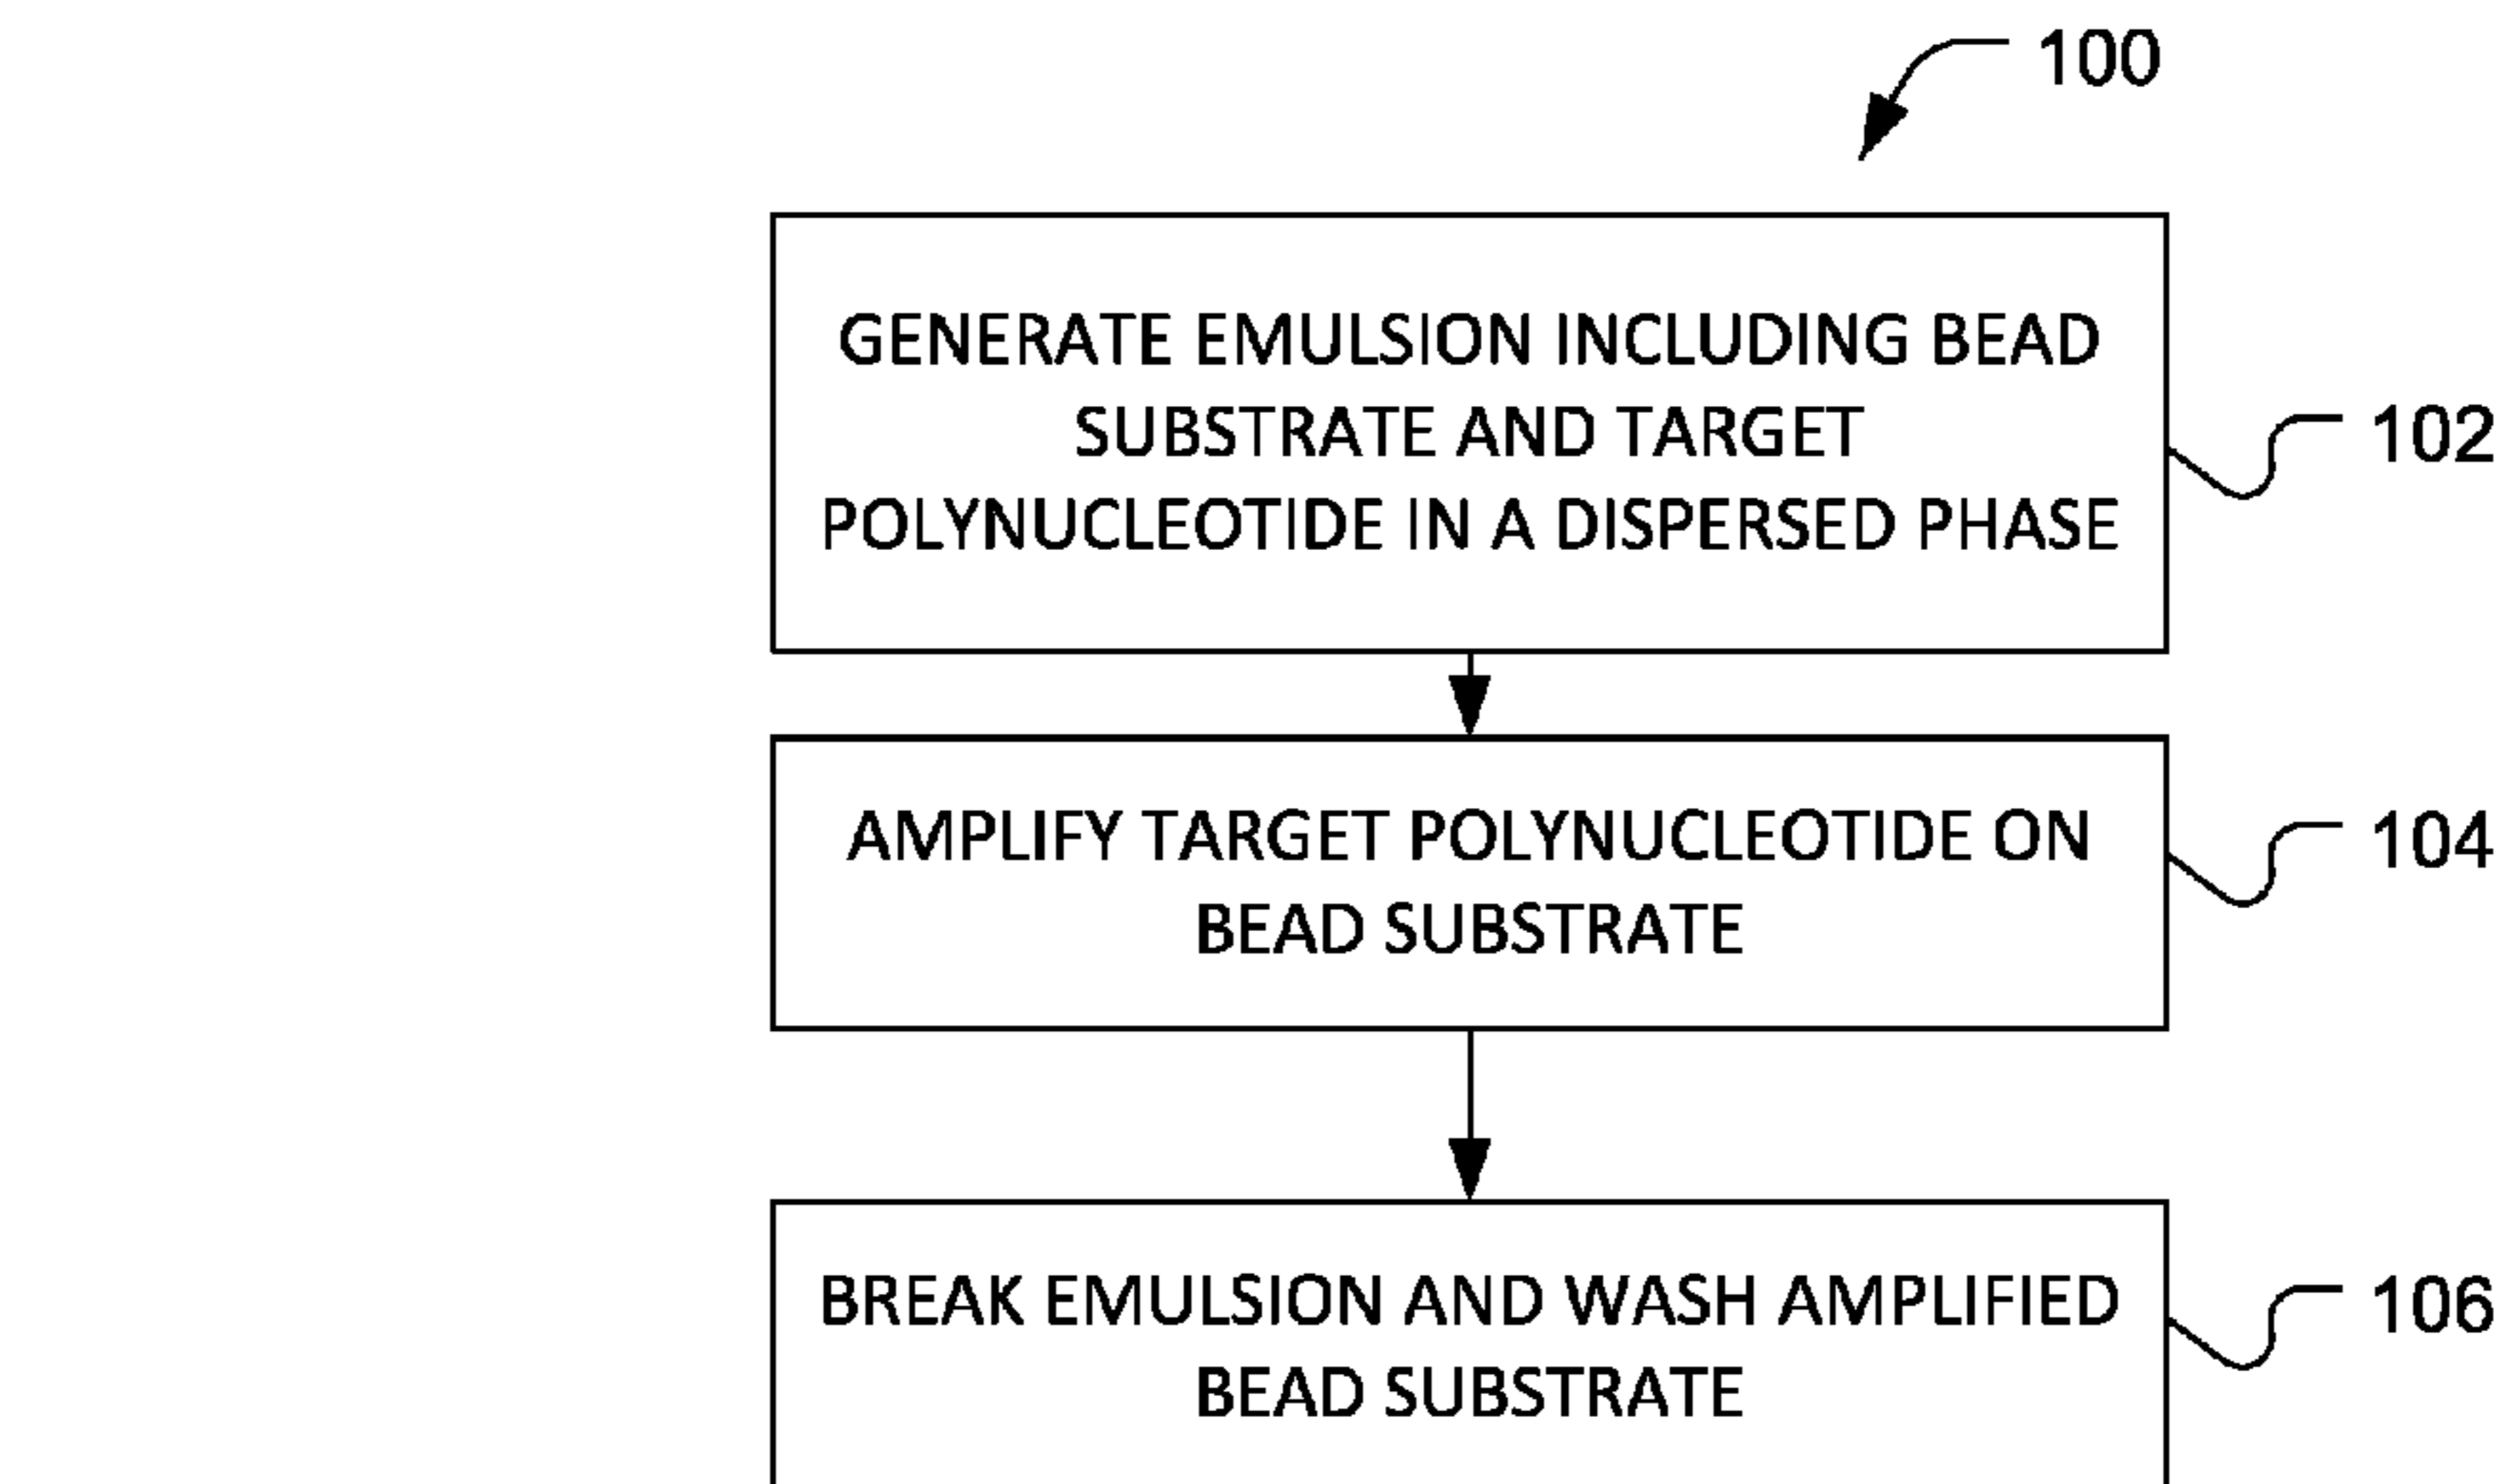 100
GENERATE EMULSION INCLUDING BEAD
SUBSTRATE AND TARGET
POLYNUCLEOTIDE IN A DISPERSED PHASE
102
AMPLIFY TARGET POLYNUCLEOTIDE ON
BEAD SUBSTRATE
104
BREAK EMULSION AND WASH AMPLIFIED
BEAD SUBSTRATE
106